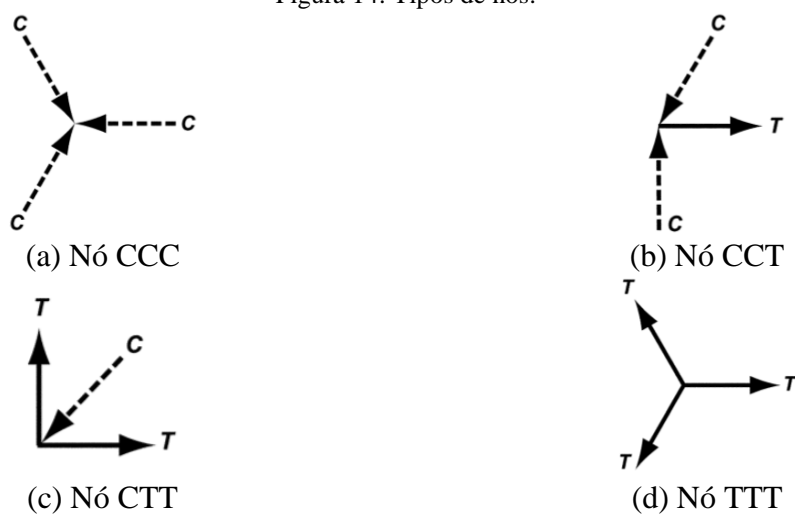 Figura 14: Tipos de nós.
C
C
C
(a) Nó CCC
C
T
C
(b) Nó CCT
T
C
T
(c) Nó CTT
T
T
T
(d) Nó TTT